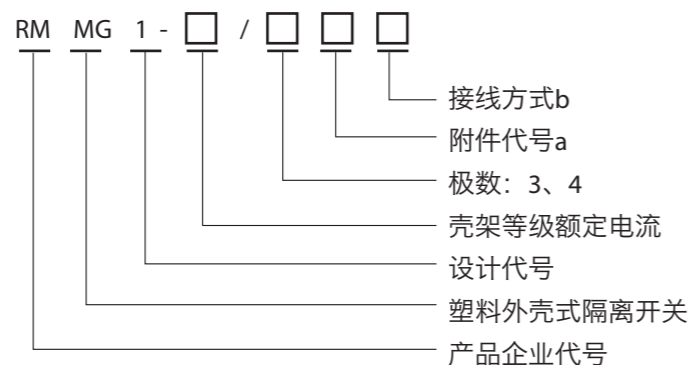 RM MG 1 - □ / □ □ □
接线方式b
附件代号a
极数：3、4
壳架等级额定电流
设计代号
塑料外壳式隔离开关
产品企业代号